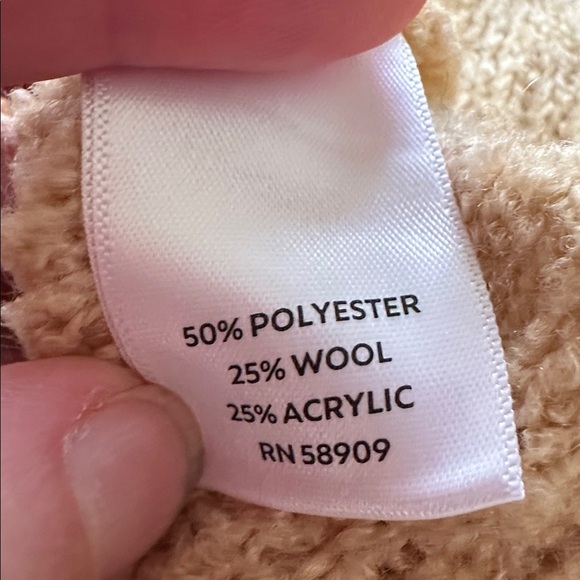 50% POLYESTER
25% WOOL
25% ACRYLIC
RN 58909